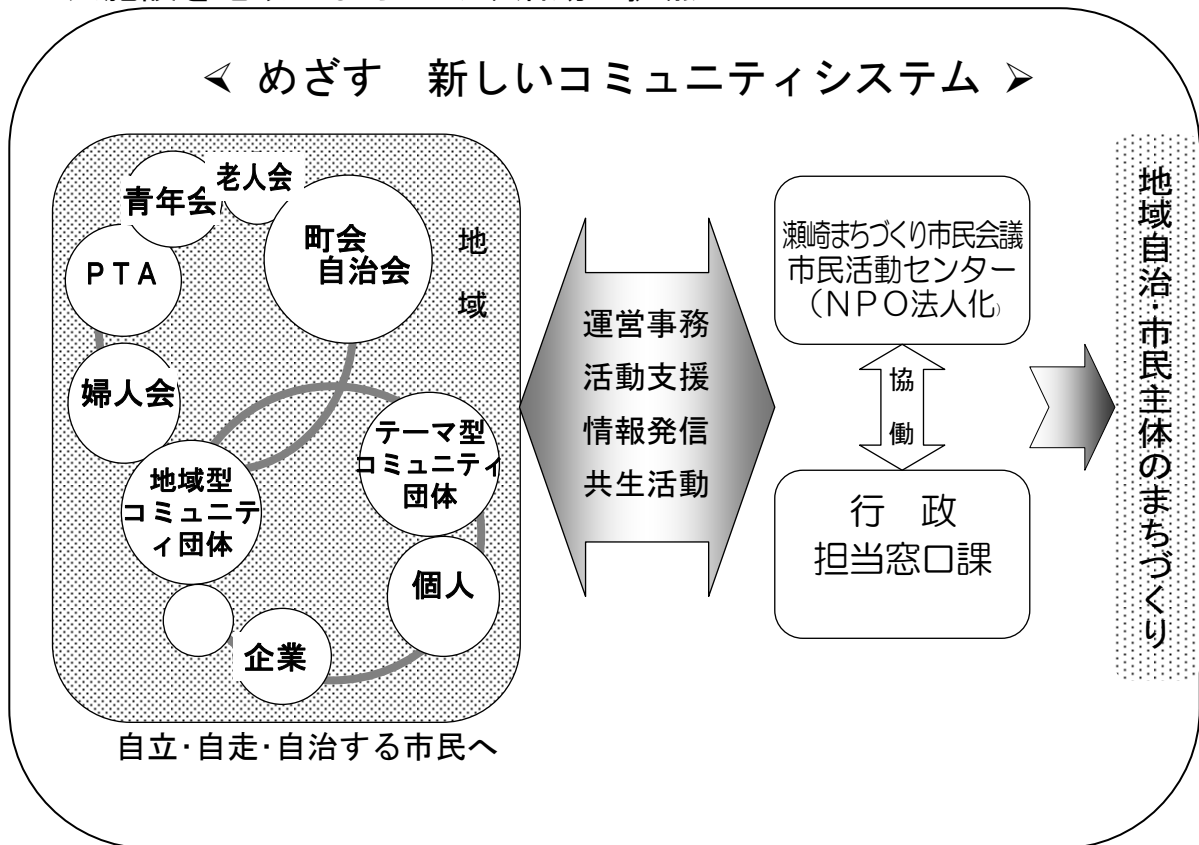 ≺ めざす 新しいコミュニティシステム ≻
老人会
青年会
町会
自治会
地域
PTA
婦人会
テーマ型
コミュニティ
団体
地域型
コミュニテ
ィ団体
個人
企業
自立・自走・自治する市民へ
運営事務
活動支援
情報発信
共生活動
瀬崎まちづくり市民会議
市民活動センター
(NPO法人化)
協働
行 政
担当窓口課
地域自治・市民主体のまちづくり